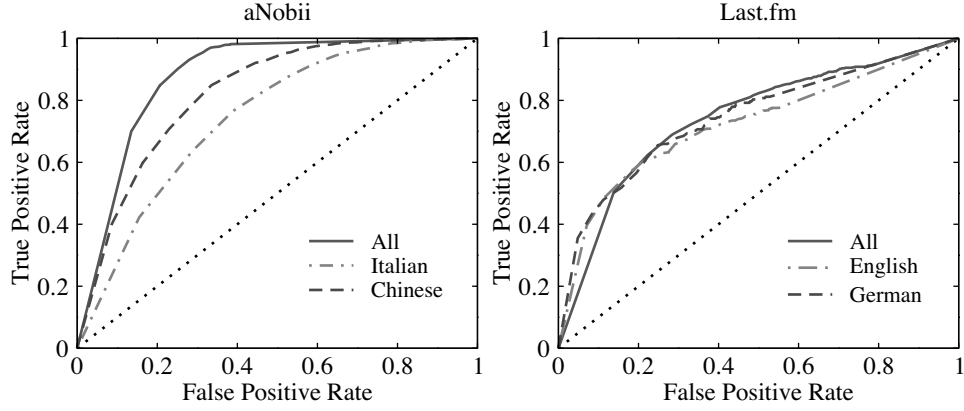 aNobii
1
0.8
0.6
0.4
0.2
0
True Positive Rate
All
Italian
Chinese
0 0.2 0.4 0.6 0.8 1
False Positive Rate
Last.fm
1
0.8
0.6
0.4
0.2
0
True Positive Rate
All
English
German
0 0.2 0.4 0.6 0.8 1
False Positive Rate